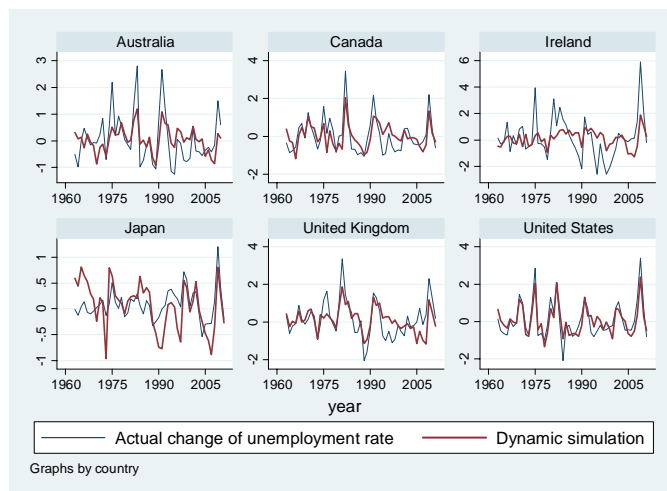 Australia
Canada
Ireland
3
2
1
0
-1
4
2
0
-2
6
4
2
0
-2
1960 1975 1990 2005
1960 1975 1990 2005
1960 1975 1990 2005
Japan
United Kingdom
United States
1
.5
0
-.5
-1
4
2
0
-2
4
2
0
-2
1960 1975 1990 2005
1960 1975 1990 2005
1960 1975 1990 2005
year
Actual change of unemployment rate
Dynamic simulation
Graphs by country